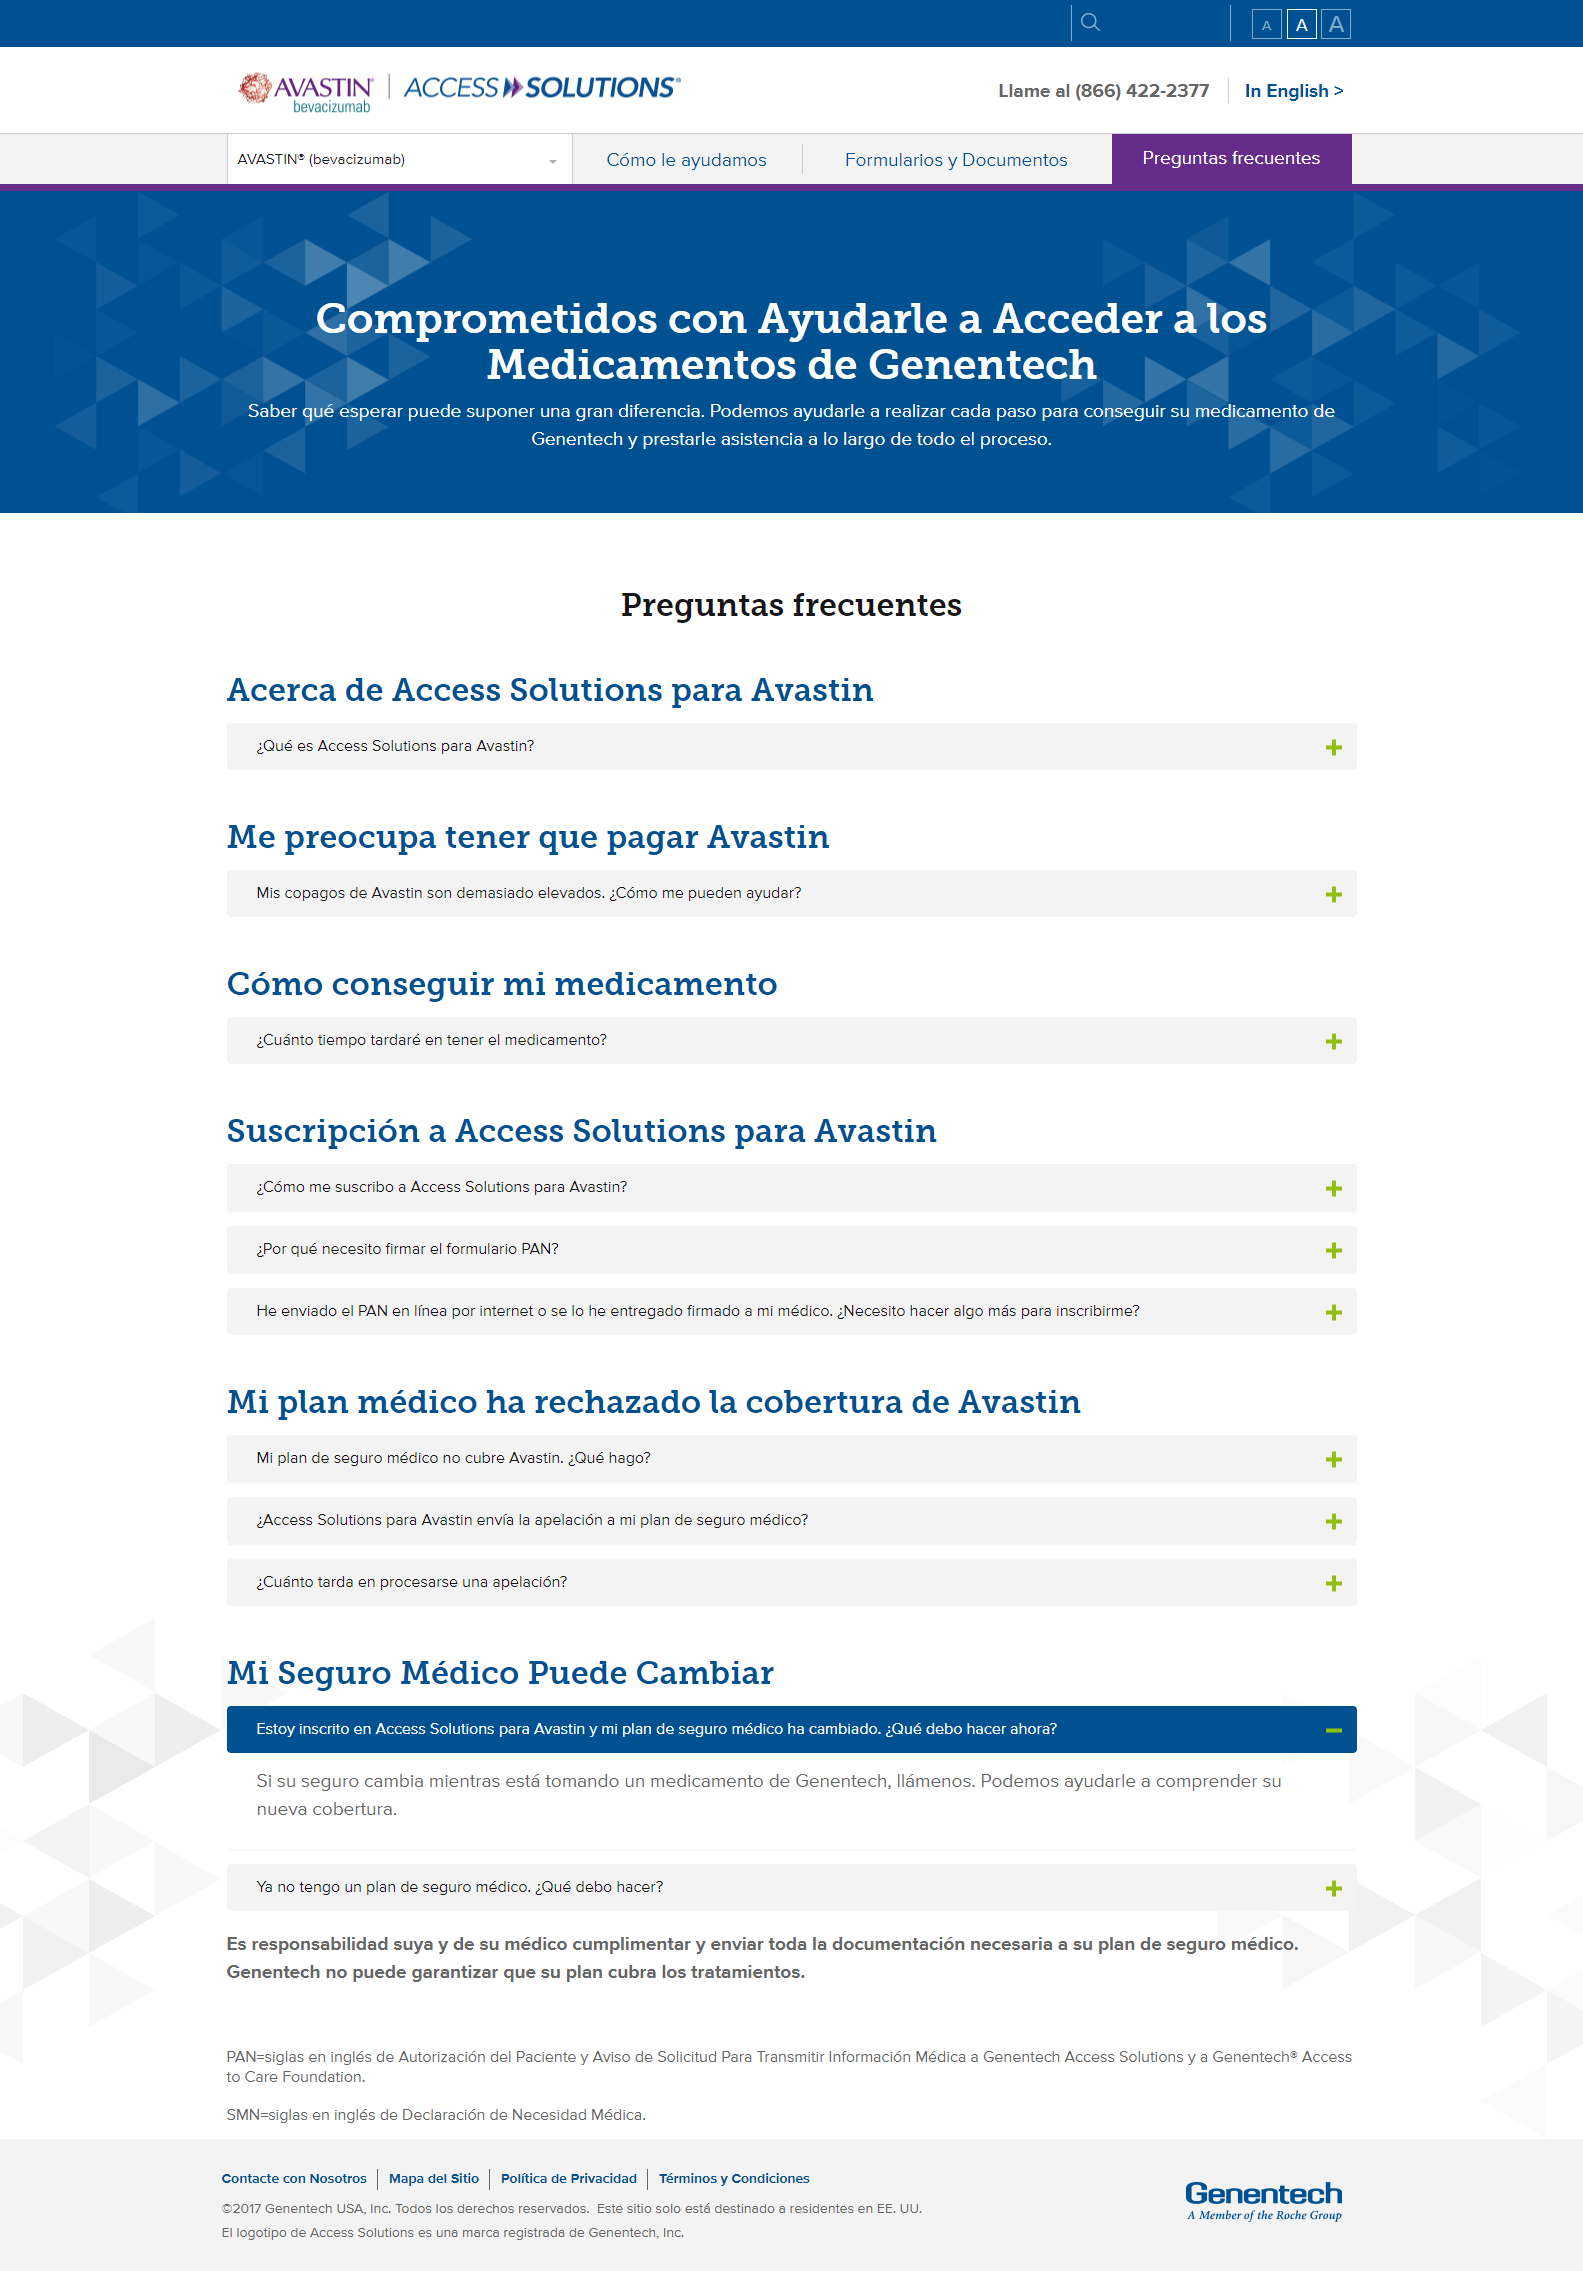 A A A
AVASTIN® bevacizumab | ACCESS SOLUTIONS®
Llame al (866) 422-2377
In English >
AVASTIN® (bevacizumab)
Cómo le ayudamos
Formularios y Documentos
Preguntas frecuentes
Comprometidos con Ayudarle a Acceder a los
Medicamentos de Genentech
Saber qué esperar puede suponer una gran diferencia. Podemos ayudarle a realizar cada paso para conseguir su medicamento de
Genentech y prestarle asistencia a lo largo de todo el proceso.
Preguntas frecuentes
Acerca de Access Solutions para Avastin
¿Qué es Access Solutions para Avastin?
Me preocupa tener que pagar Avastin
Mis copagos de Avastin son demasiado elevados. ¿Cómo me pueden ayudar?
Cómo conseguir mi medicamento
¿Cuánto tiempo tardaré en tener el medicamento?
Suscripción a Access Solutions para Avastin
¿Cómo me suscribo a Access Solutions para Avastin?
¿Por qué necesito firmar el formulario PAN?
He enviado el PAN en línea por internet o se lo he entregado firmado a mi médico. ¿Necesito hacer algo más para inscribirme?
Mi plan médico ha rechazado la cobertura de Avastin
Mi plan de seguro médico no cubre Avastin. ¿Qué hago?
¿Access Solutions para Avastin envía la apelación a mi plan de seguro médico?
¿Cuánto tarda en procesarse una apelación?
Mi Seguro Médico Puede Cambiar
Estoy inscrito en Access Solutions para Avastin y mi plan de seguro médico ha cambiado. ¿Qué debo hacer ahora?
Si su seguro cambia mientras está tomando un medicamento de Genentech, llámenos. Podemos ayudarle a comprender su
nueva cobertura.
Ya no tengo un plan de seguro médico. ¿Qué debo hacer?
Es responsabilidad suya y de su médico cumplimentar y enviar toda la documentación necesaria a su plan de seguro médico.
Genentech no puede garantizar que su plan cubra los tratamientos.
PAN=siglas en inglés de Autorización del Paciente y Aviso de Solicitud Para Transmitir Información Médica a Genentech Access Solutions y a Genentech® Access
to Care Foundation.
SMN=siglas en inglés de Declaración de Necesidad Médica.
Contacte con Nosotros | Mapa del Sitio | Política de Privacidad | Términos y Condiciones
©2017 Genentech USA, Inc. Todos los derechos reservados. Este sitio solo está destinado a residentes en EE. UU.
El logotipo de Access Solutions es una marca registrada de Genentech, Inc.
Genentech
A Member of the Roche Group